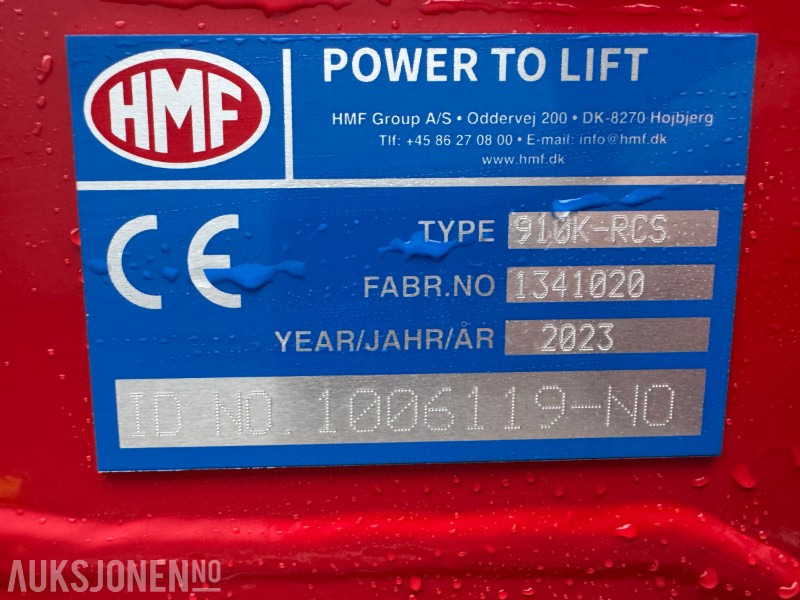 HMF
POWER TO LIFT
HMF Group A/S • Oddervej 200 • DK-8270 Højbjerg
Tlf: +45 86 27 08 00 • E-mail: info@hmf.dk
www.hmf.dk
CE
TYPE 910K-RCS
FABR.NO 1341020
YEAR/JAHR/ÅR 2023
ID NO. 1006119-NO
AUKSJONEN.NO